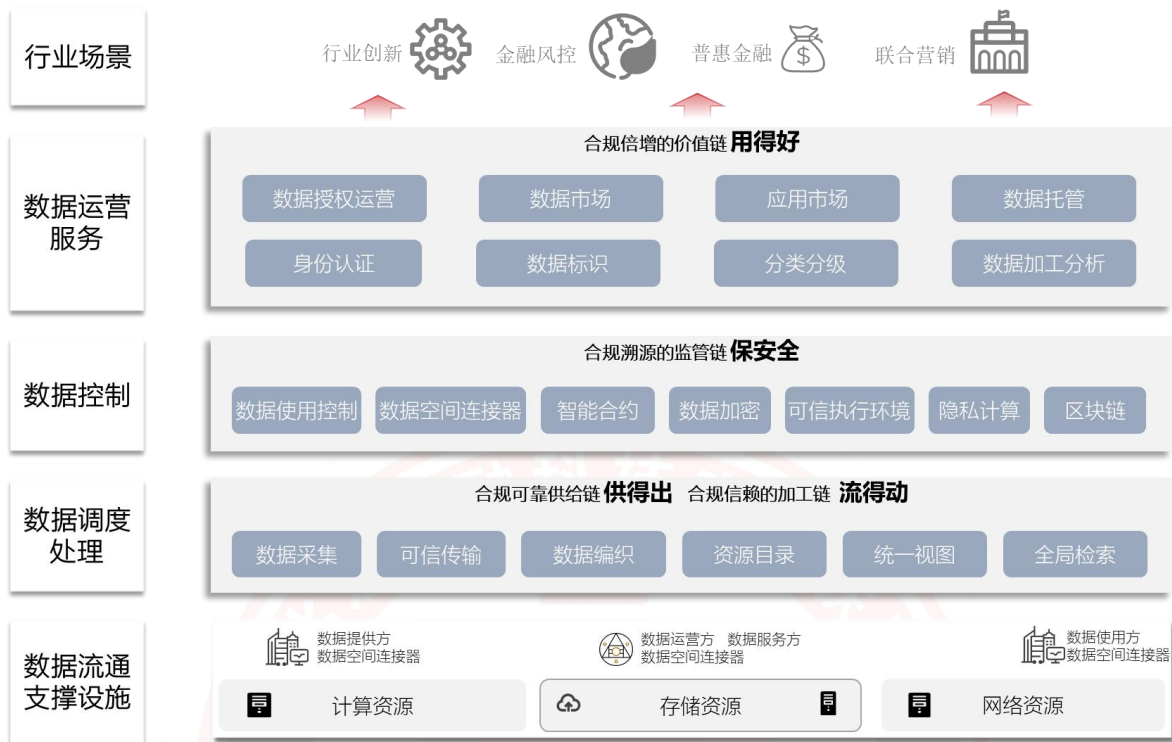 行业场景
行业创新
金融风控
普惠金融
$
联合营销
数据运营
服务
合规倍增的价值链 用得好
数据授权运营
数据市场
应用市场
数据托管
身份认证
数据标识
分类分级
数据加工分析
数据控制
合规溯源的监管链 保安全
数据使用控制
数据空间连接器
智能合约
数据加密
可信执行环境
隐私计算
区块链
数据调度
处理
合规可靠供给链 供得出 合规信赖的加工链 流得动
数据采集
可信传输
数据编织
资源目录
统一视图
全局检索
数据流通
支撑设施
数据提供方
数据空间连接器
数据运营方 数据服务方
数据空间连接器
数据使用方
数据空间连接器
计算资源
存储资源
网络资源